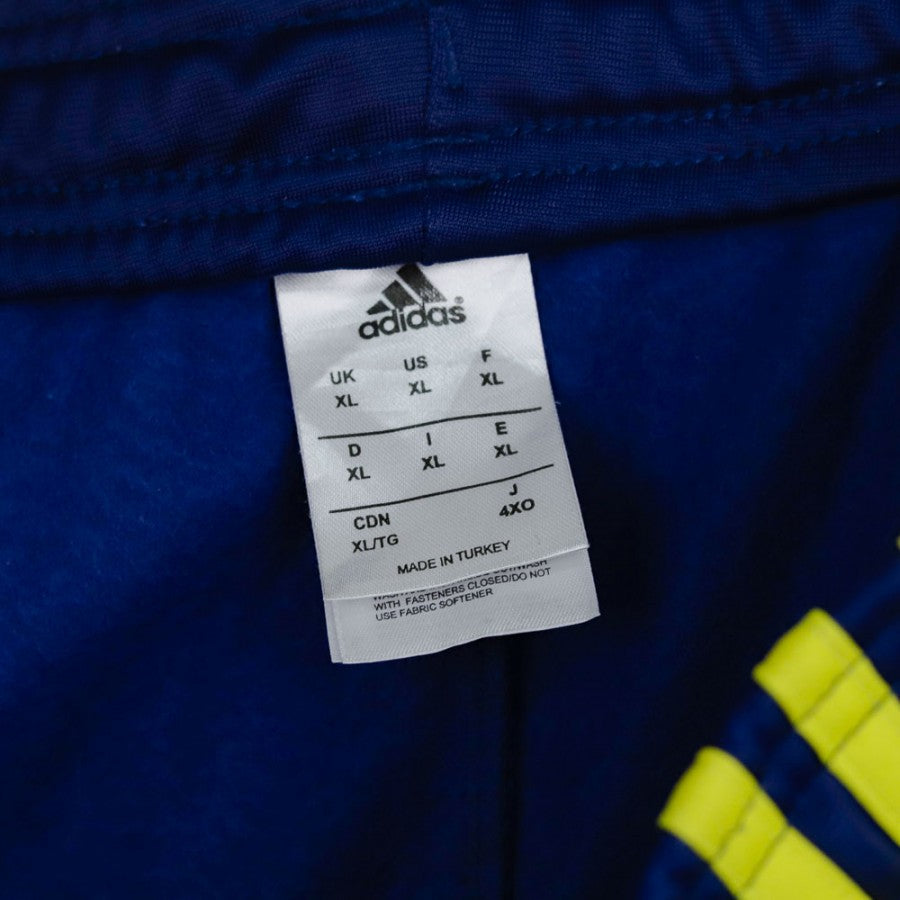 adidas®
UK US F
XL XL XL
D I E
XL XL XL
CDN J
XL/TG 4XO
MADE IN TURKEY
WITH FASTENERS CLOSED/DO NOT
USE FABRIC SOFTENER